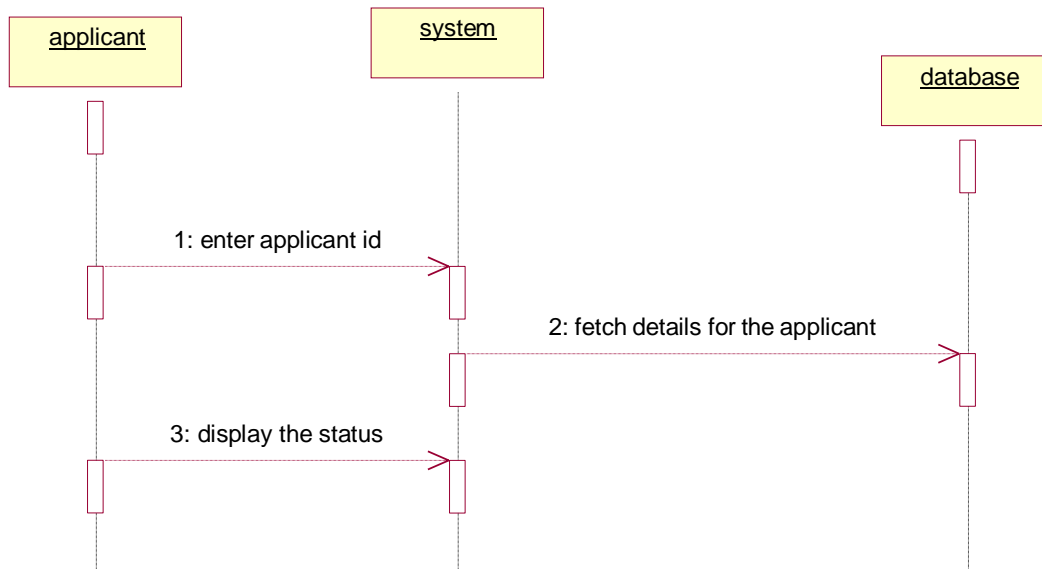 applicant
system
database
1: enter applicant id
2: fetch details for the applicant
3: display the status